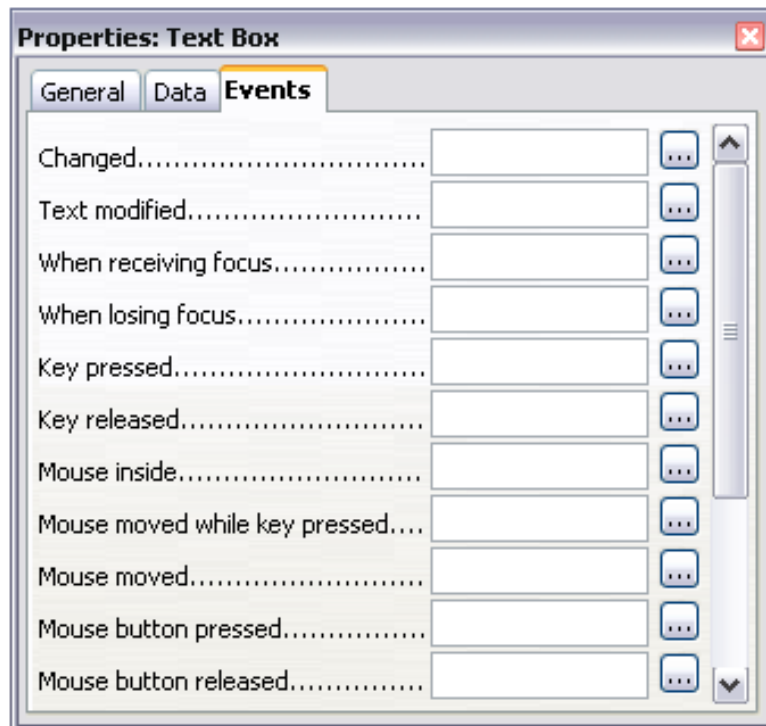 Properties: Text Box
General Data Events
Changed............................. ...
Text modified........................ ...
When receiving focus................. ...
When losing focus..................... ...
Key pressed.......................... ...
Key released.......................... ...
Mouse inside.......................... ...
Mouse moved while key pressed.... ...
Mouse moved........................ ...
Mouse button pressed................ ...
Mouse button released............... ...